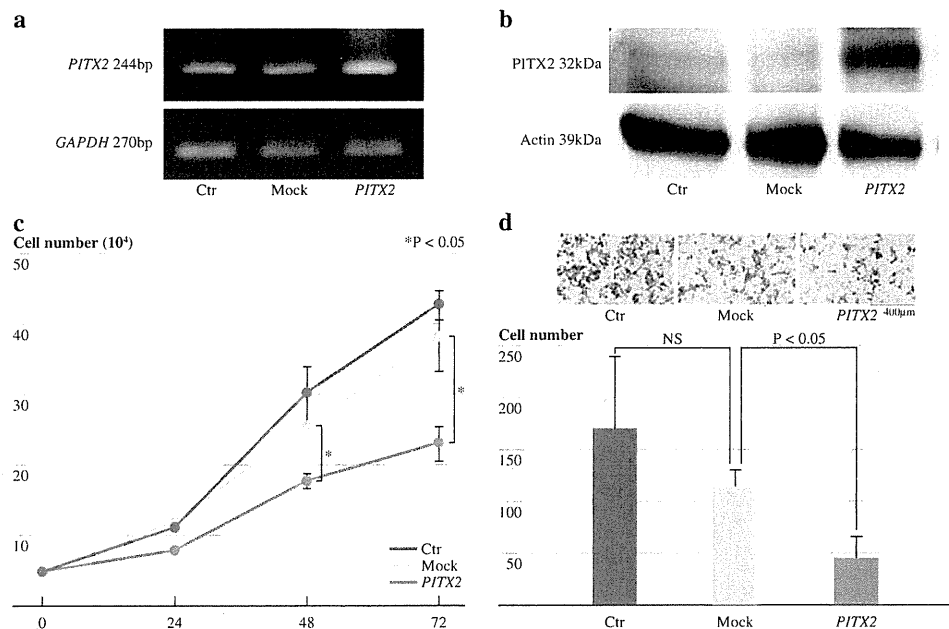 a
PITX2 244bp
GAPDH 270bp
Ctr Mock PITX2
b
PITX2 32kDa
Actin 39kDa
Ctr Mock PITX2
c
Cell number (10⁴)
*P < 0.05
50
40
30
20
10
*
*
Ctr
Mock
PITX2
0 24 48 72
d
Ctr Mock PITX2 400µm
Cell number
NS P < 0.05
250
200
150
100
50
Ctr Mock PITX2